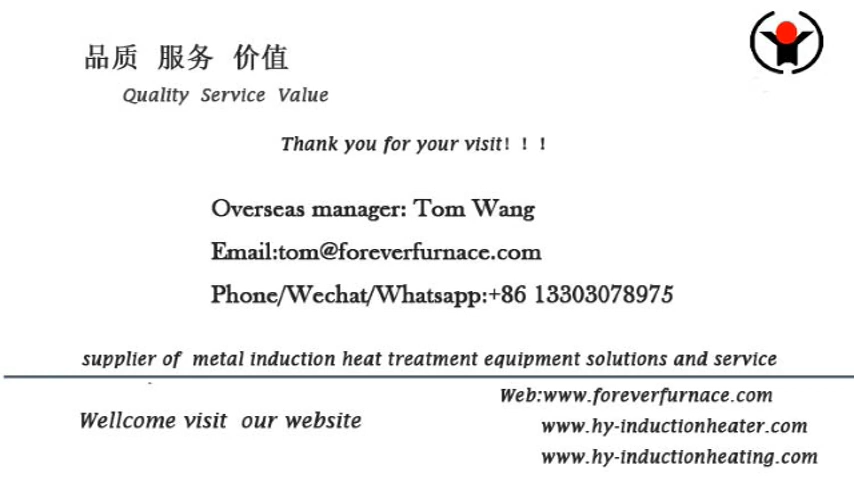 品质 服务 价值
Quality Service Value
Thank you for your visit！！！
Overseas manager: Tom Wang
Email:tom@foreverfurnace.com
Phone/Wechat/Whatsapp:+86 13303078975
supplier of metal induction heat treatment equipment solutions and service
Wellcome visit our website
Web:www.foreverfurnace.com
www.hy-inductionheater.com
www.hy-inductionheating.com